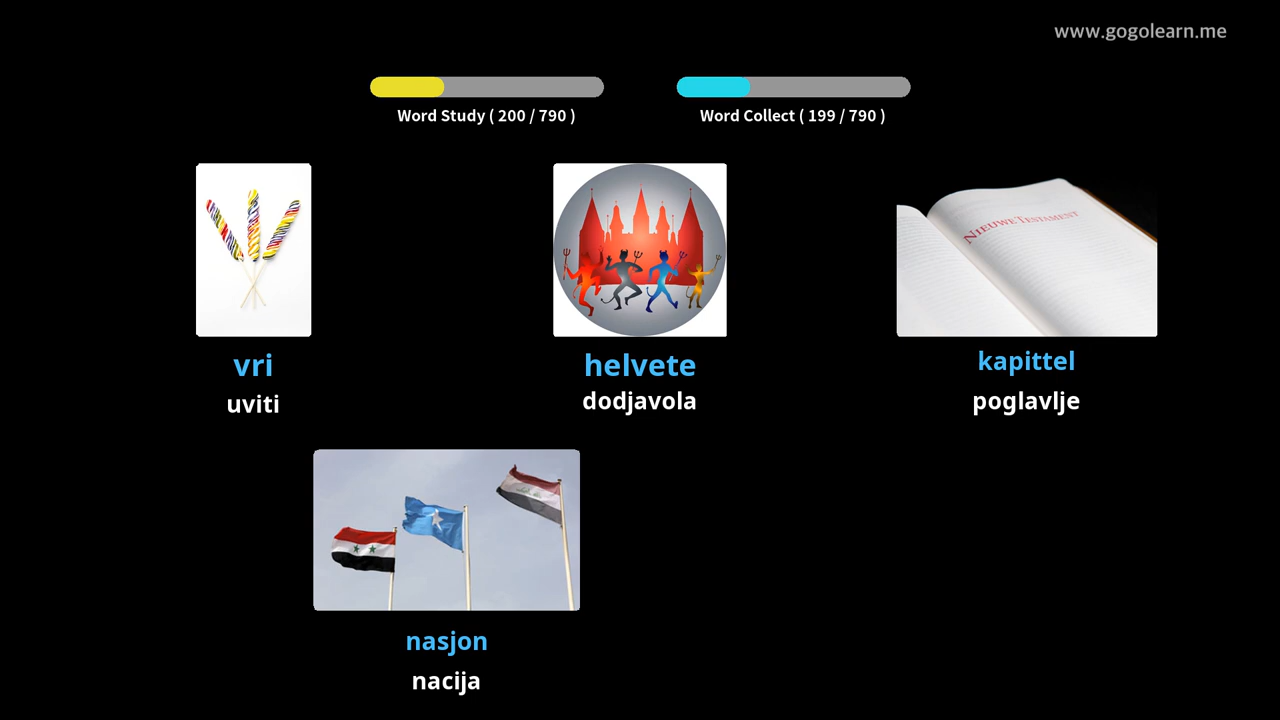 www.gogolearn.me
Word Study ( 200 / 790 )
Word Collect ( 199 / 790 )
NIEUWE TESTAMENT
vri
uviti
helvete
dodjavola
kapittel
poglavlje
nasjon
nacija